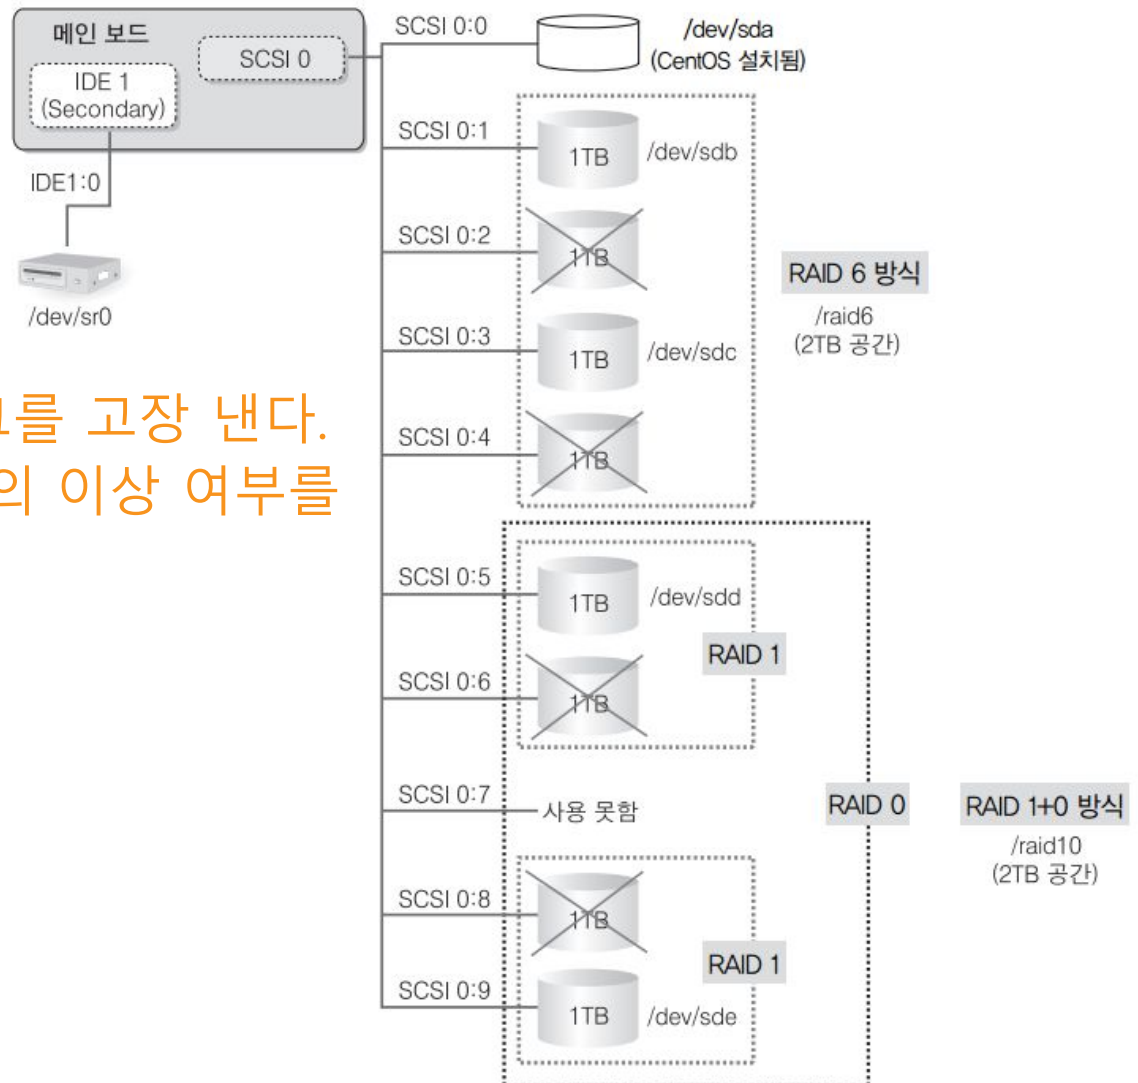 메인 보드
SCSI 0
IDE 1
(Secondary)
IDE1:0
/dev/sr0
SCSI 0:0
/dev/sda
(CentOS 설치됨)
SCSI 0:1
1TB
/dev/sdb
SCSI 0:2
1TB
SCSI 0:3
1TB
/dev/sdc
SCSI 0:4
1TB
RAID 6 방식
/raid6
(2TB 공간)
를 고장 낸다.
의 이상 여부를
SCSI 0:5
1TB
/dev/sdd
RAID 1
SCSI 0:6
1TB
SCSI 0:7
사용 못함
RAID 0
RAID 1+0 방식
/raid10
(2TB 공간)
SCSI 0:8
1TB
RAID 1
SCSI 0:9
1TB
/dev/sde